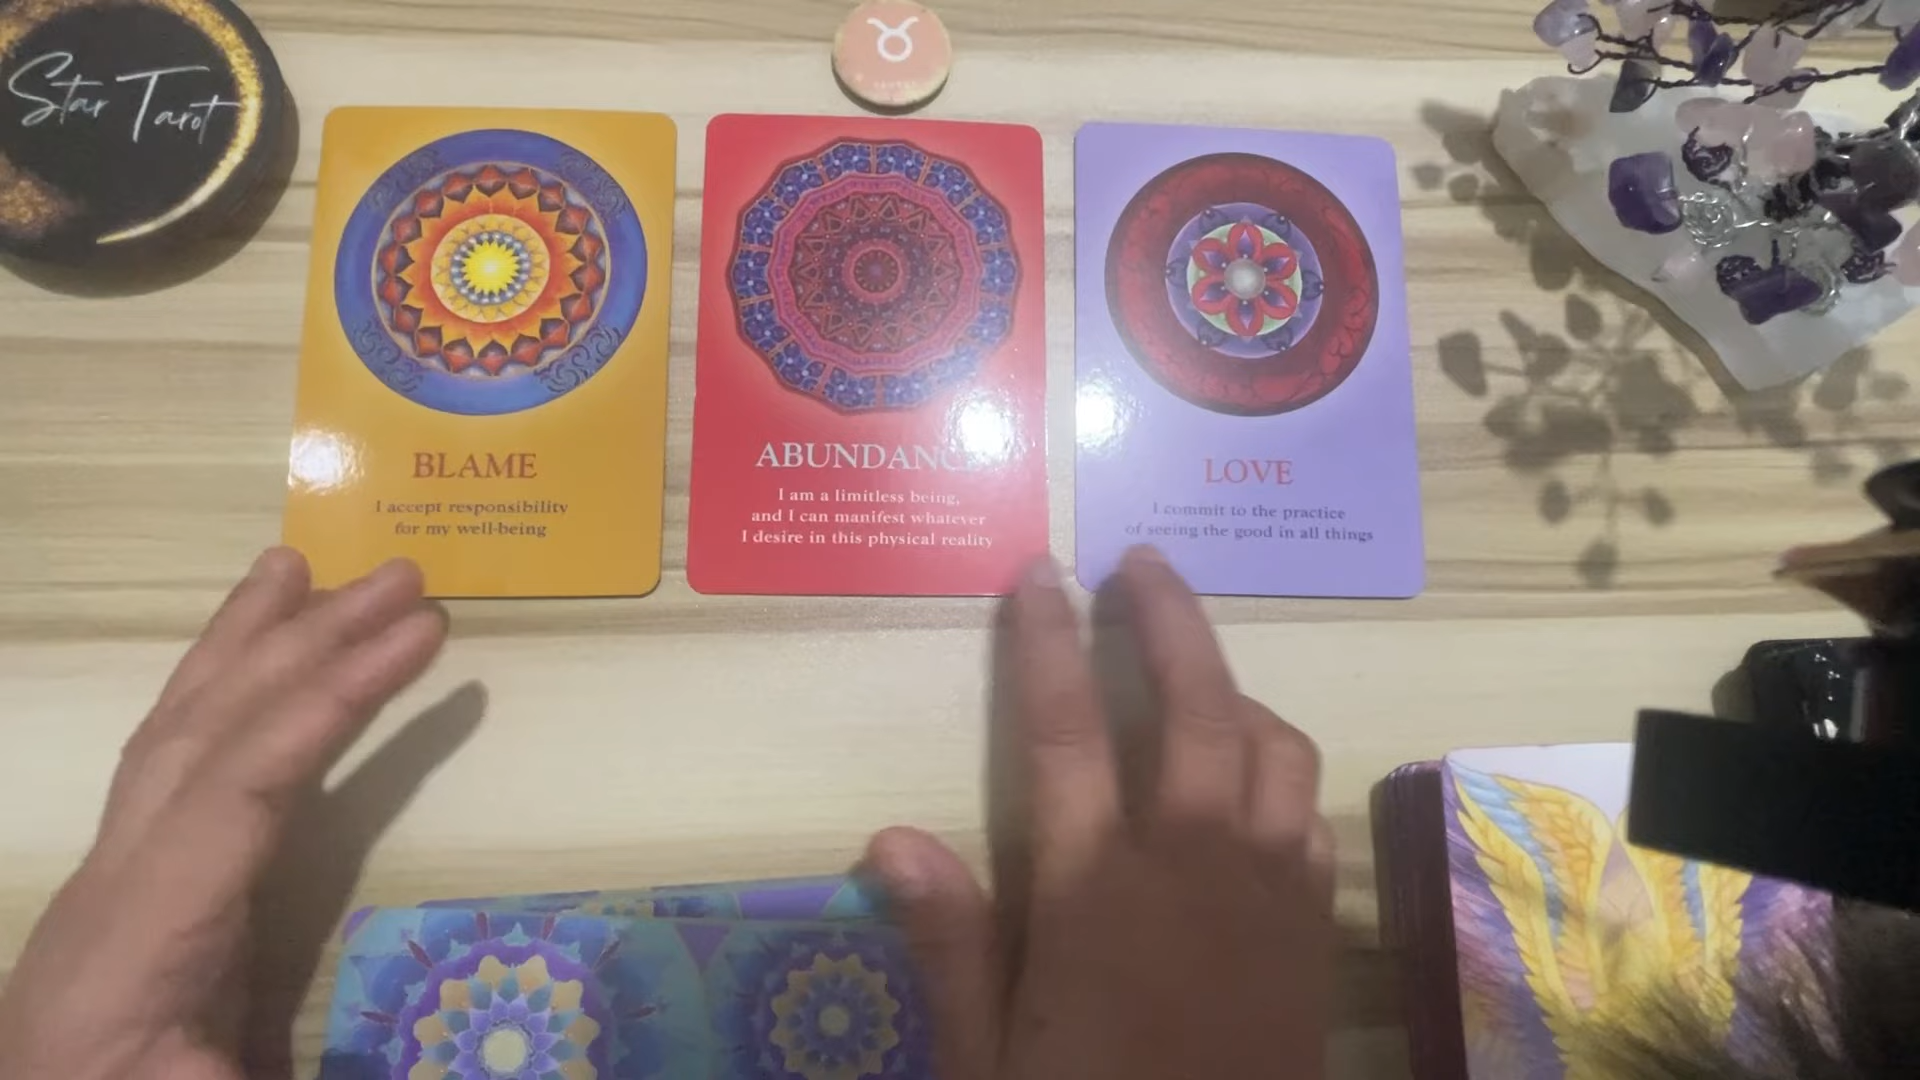 Star Tarot
BLAME
I accept responsibility
for my well-being
ABUNDANC
I am a limitless being,
and I can manifest whatever
I desire in this physical reality
LOVE
I commit to the practice
of seeing the good in all things